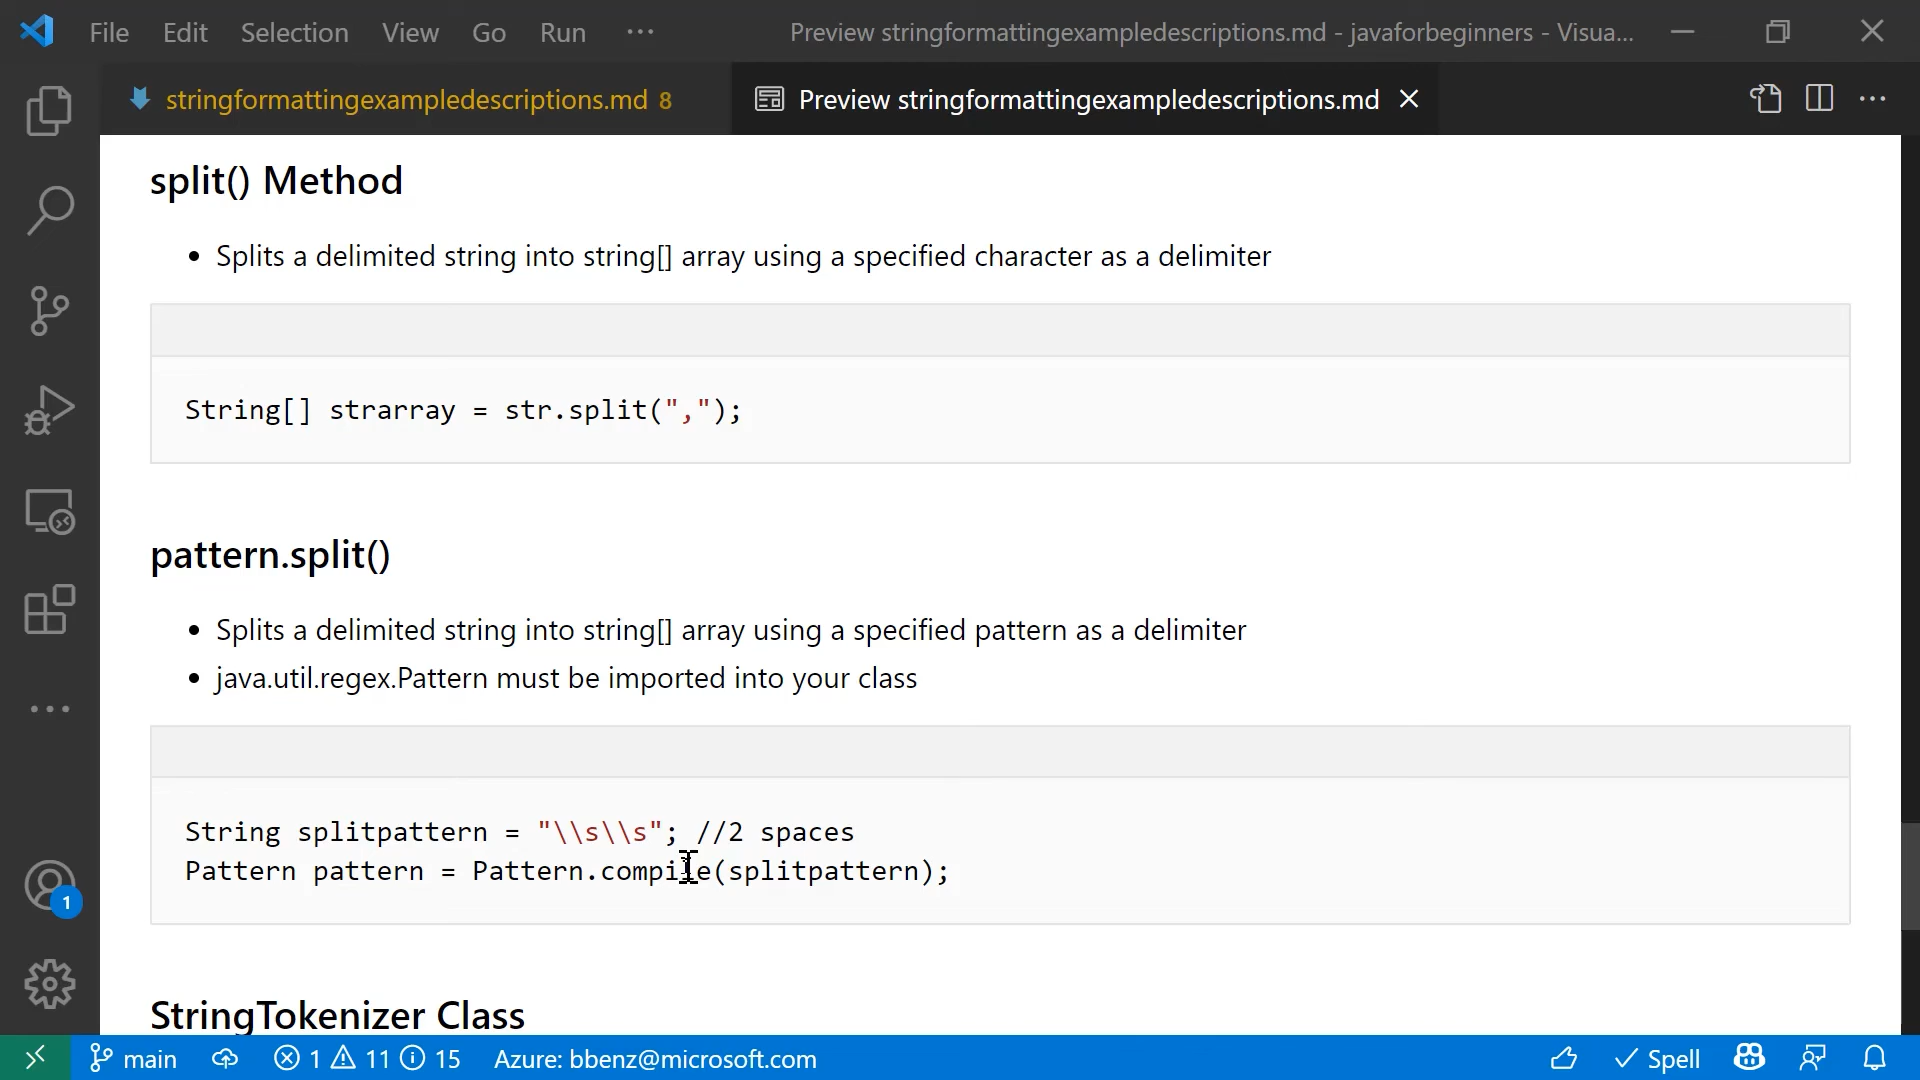 File Edit Selection View Go Run ··· Preview stringformattingexampledescriptions.md - javaforbeginners - Visua...
stringformattingexampledescriptions.md 8 Preview stringformattingexampledescriptions.md
split() Method
• Splits a delimited string into string[] array using a specified character as a delimiter
String[] strarray = str.split(",");
pattern.split()
• Splits a delimited string into string[] array using a specified pattern as a delimiter
• java.util.regex.Pattern must be imported into your class
String splitpattern = "\\s\\s"; //2 spaces
Pattern pattern = Pattern.compile(splitpattern);
1
StringTokenizer Class
main 1 11 15 Azure: bbenz@microsoft.com Spell